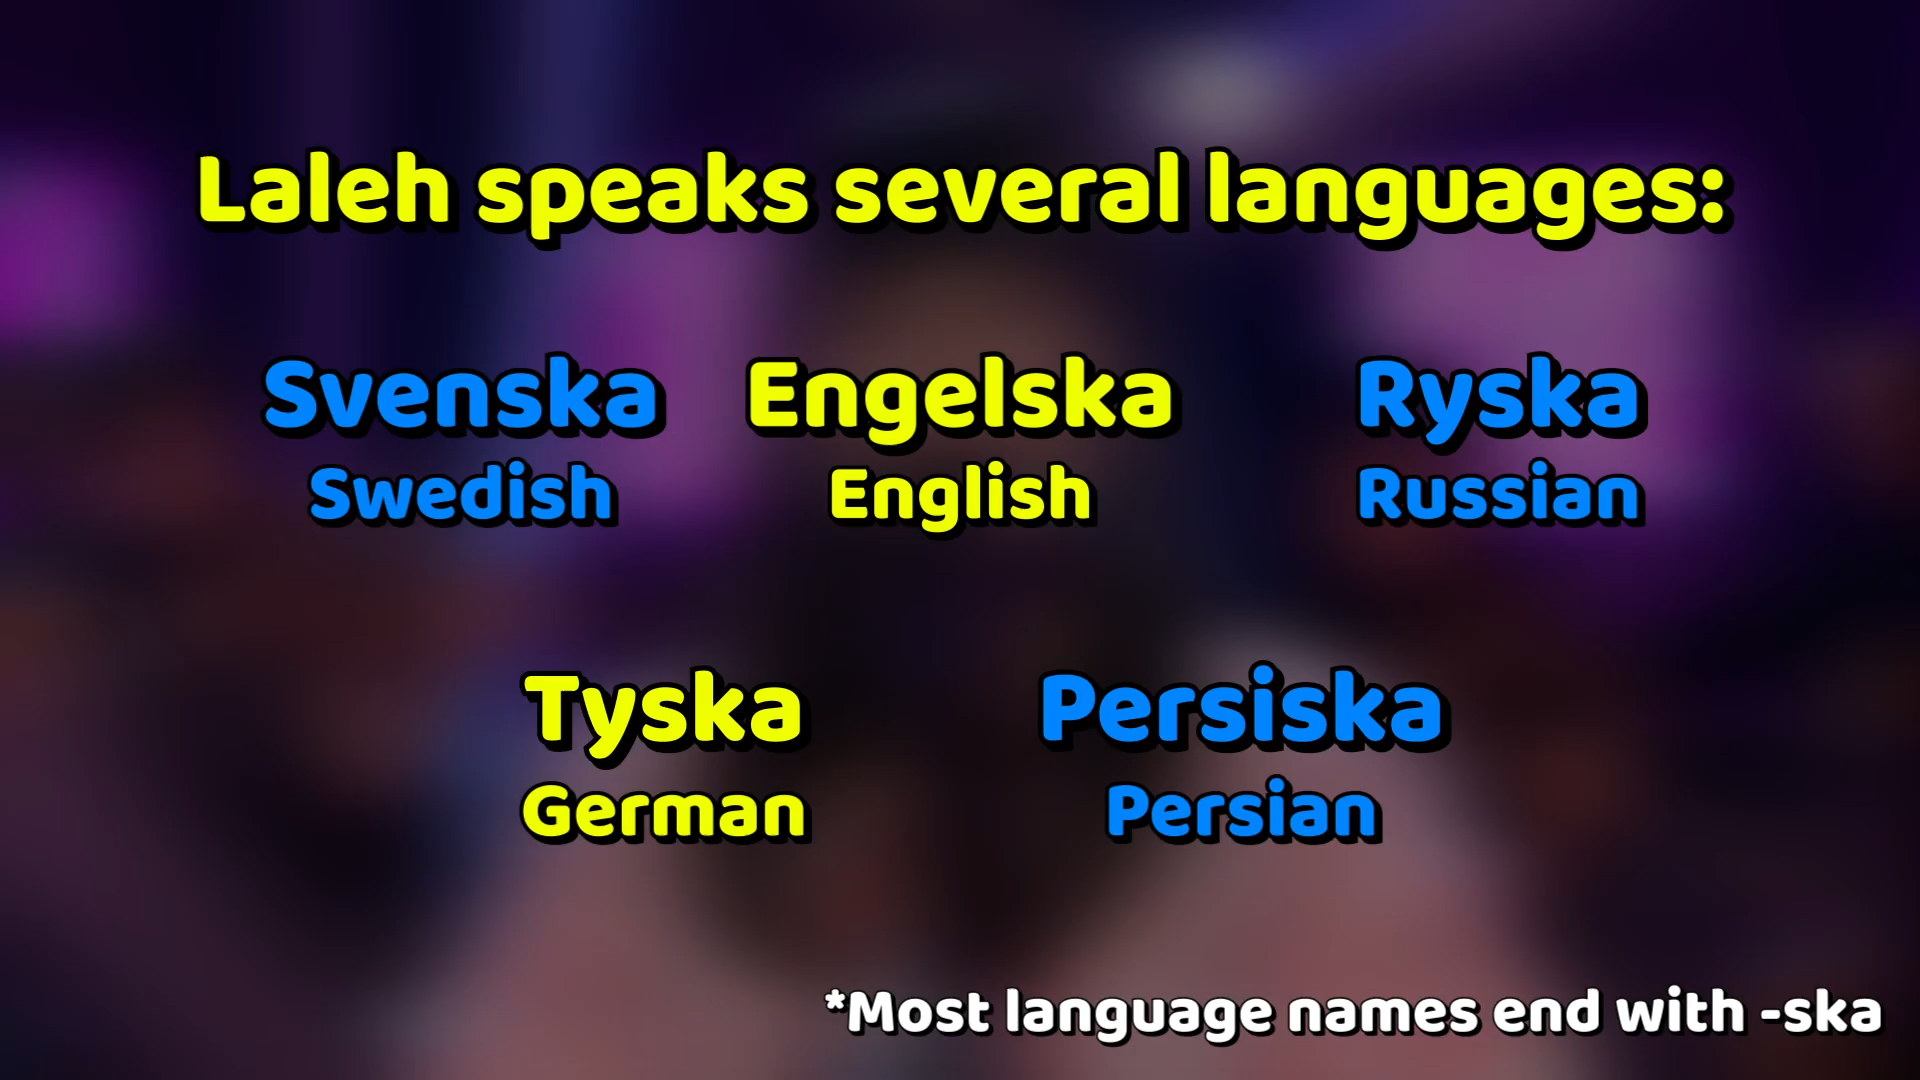 Laleh speaks several languages:
Svenska Engelska Ryska
Swedish English Russian
Tyska Persiska
German Persian
*Most language names end with -ska